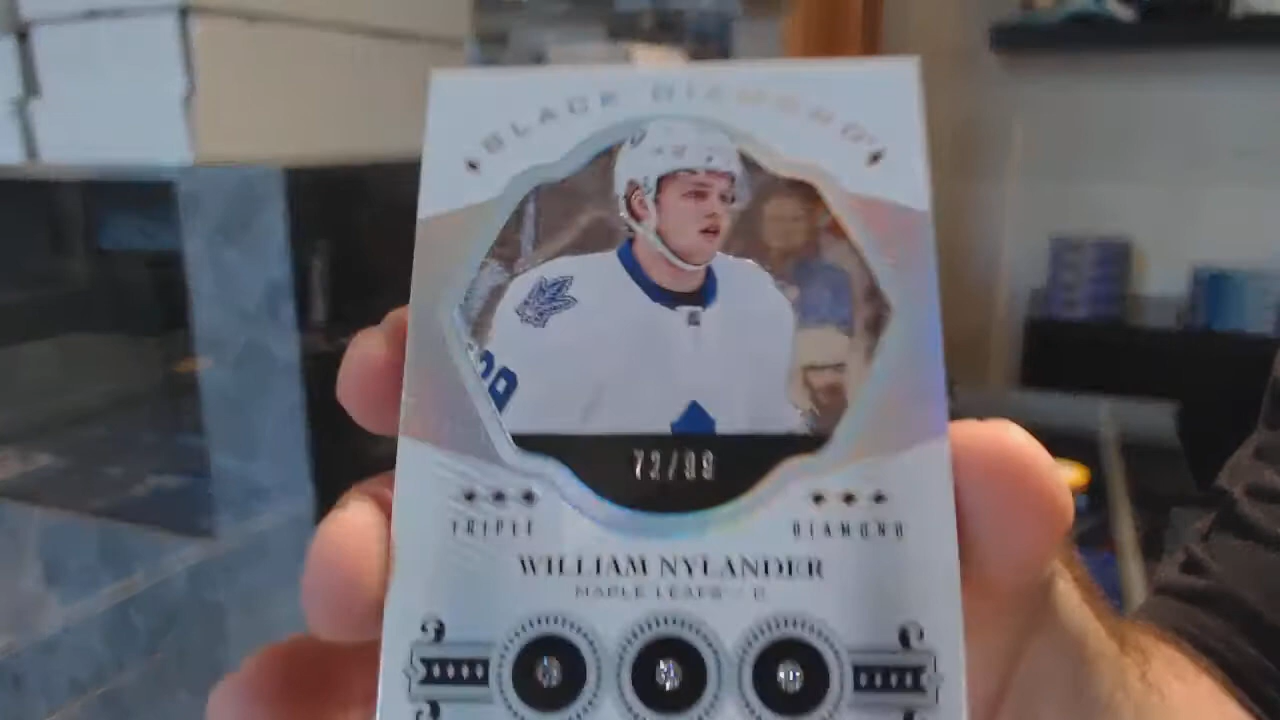 BLACK DIAMOND
72/99
TRIPLE DIAMOND
WILLIAM NYLANDER
MAPLE LEAFS - C